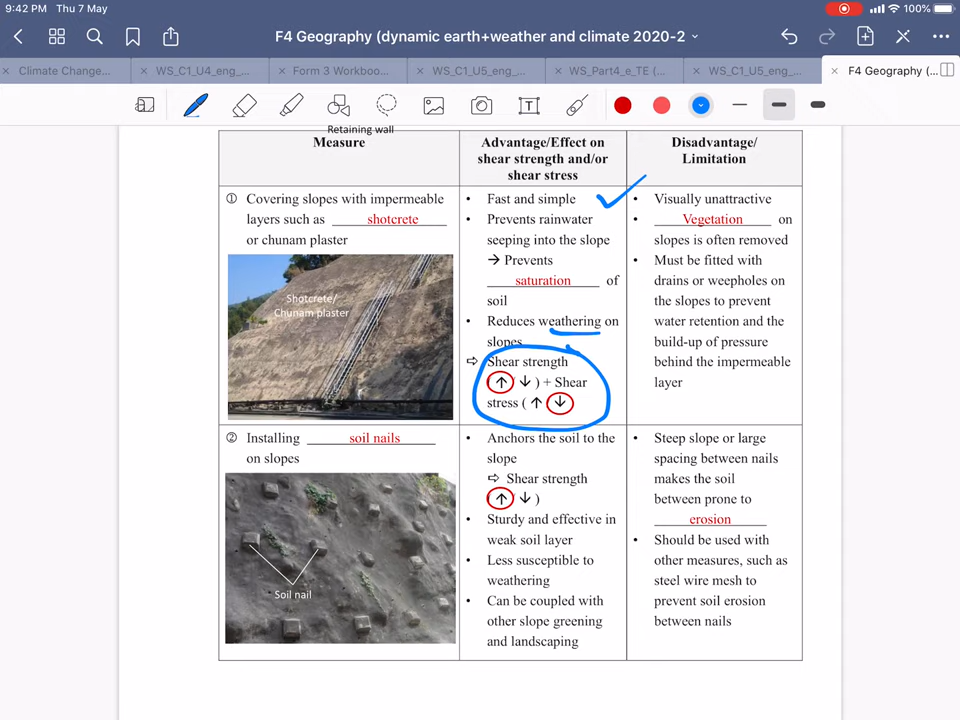 9:42 PM Thu 7 May
100%
F4 Geography (dynamic earth+weather and climate 2020-2
Climate Change...
WS_C1_U4_eng_...
Form 3 Workboo...
WS_C1_U5_eng_...
WS_Part4_e_TE (...
WS_C1_U5_eng_...
F4 Geography (...
T
Retaining wall
Measure
Advantage/Effect on
shear strength and/or
shear stress
Disadvantage/
Limitation
① Covering slopes with impermeable
layers such as shotcrete
or chunam plaster
Shotcrete/
Chunam plaster
• Fast and simple
• Prevents rainwater
seeping into the slope
→ Prevents
saturation of
soil
• Reduces weathering on
slopes
⇨ Shear strength
(↑ ↓ ) + Shear
stress ( ↑ ↓
• Visually unattractive
• Vegetation on
slopes is often removed
• Must be fitted with
drains or weepholes on
the slopes to prevent
water retention and the
build-up of pressure
behind the impermeable
layer
② Installing soil nails
on slopes
Soil nail
• Anchors the soil to the
slope
⇨ Shear strength
(↑ ↓ )
• Sturdy and effective in
weak soil layer
• Less susceptible to
weathering
• Can be coupled with
other slope greening
and landscaping
• Steep slope or large
spacing between nails
makes the soil
between prone to
erosion
• Should be used with
other measures, such as
steel wire mesh to
prevent soil erosion
between nails